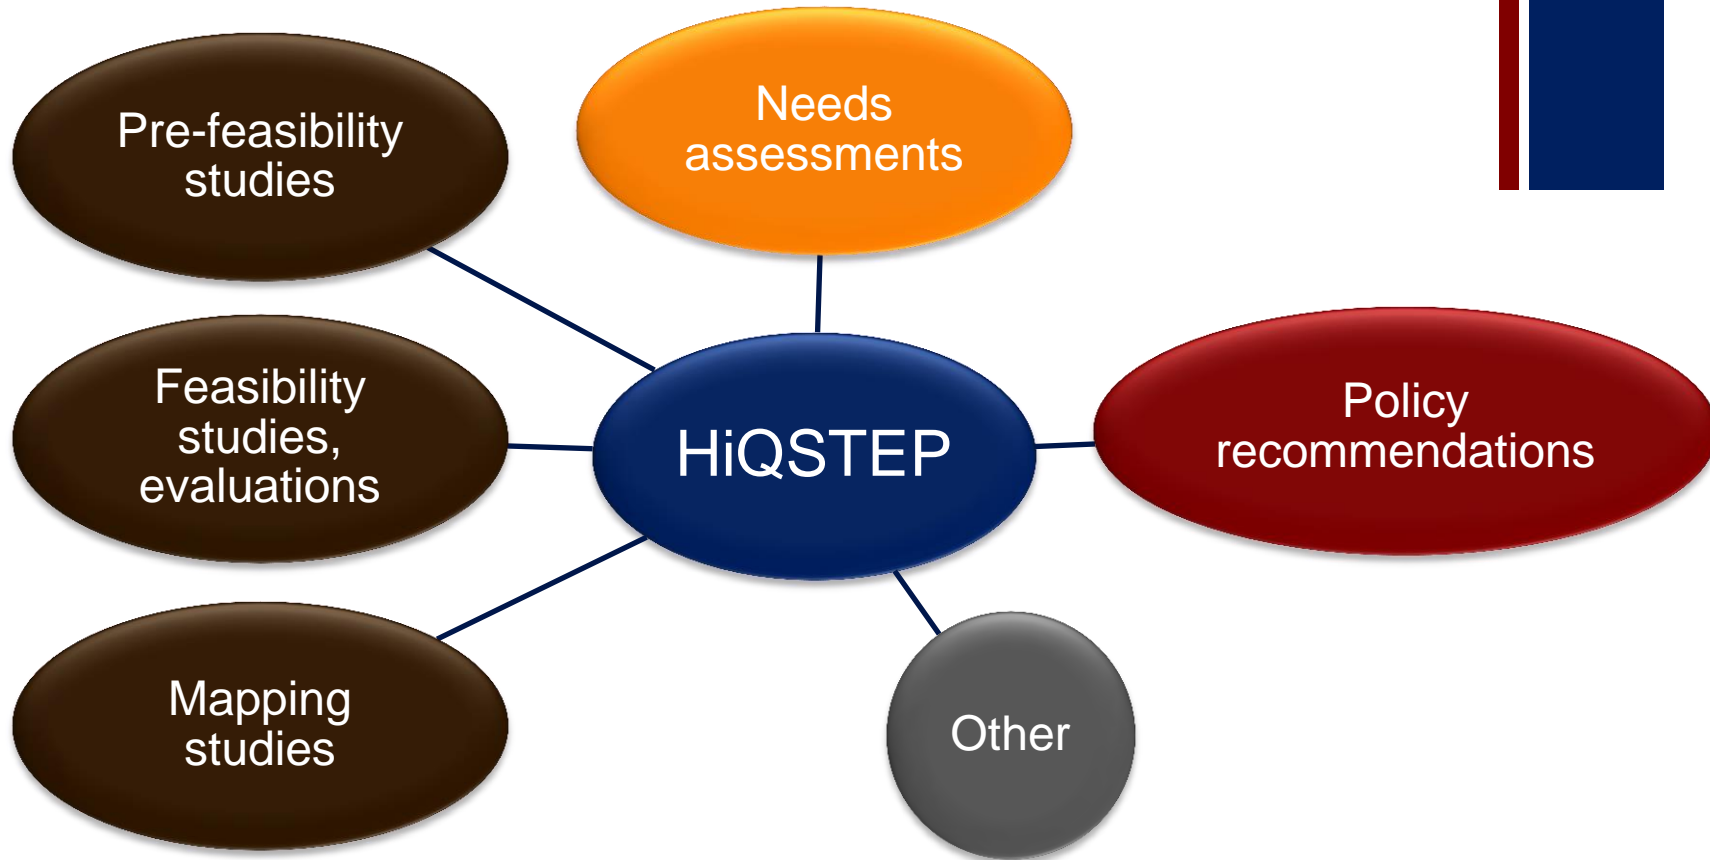 Pre-feasibility
studies
Needs
assessments
Feasibility
studies,
evaluations
HiQSTEP
Policy
recommendations
Mapping
studies
Other